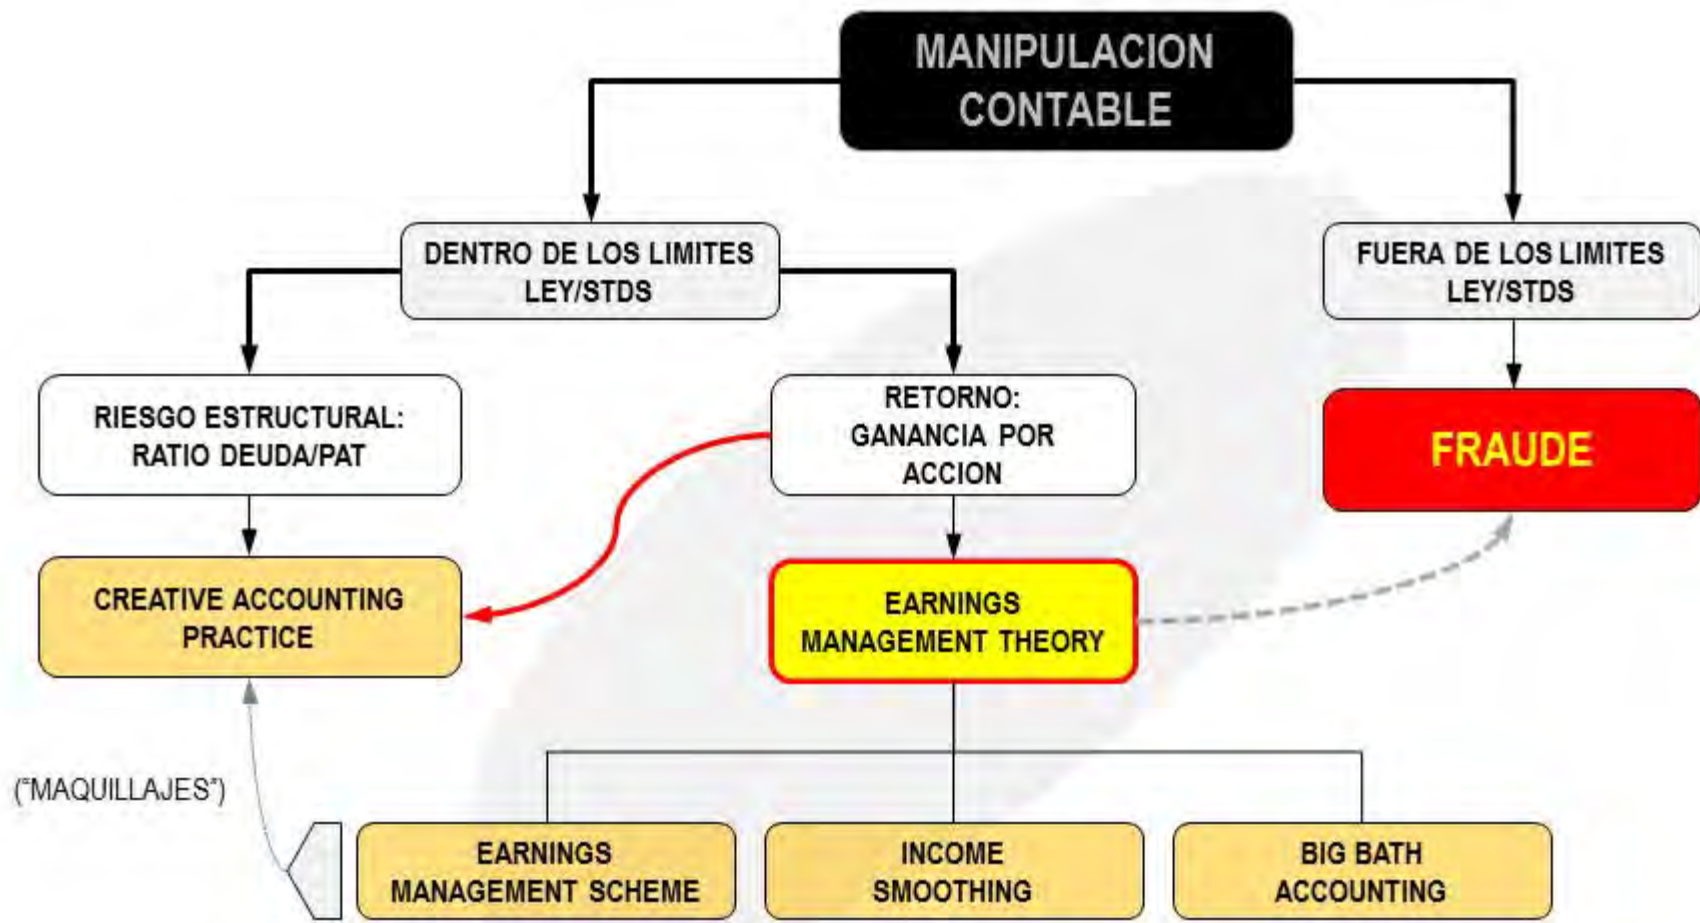 MANIPULACION
CONTABLE
DENTRO DE LOS LIMITES
LEY/STDS
FUERA DE LOS LIMITES
LEY/STDS
RIESGO ESTRUCTURAL:
RATIO DEUDA/PAT
RETORNO:
GANANCIA POR
ACCION
FRAUDE
CREATIVE ACCOUNTING
PRACTICE
EARNINGS
MANAGEMENT THEORY
("MAQUILLAJES")
EARNINGS
MANAGEMENT SCHEME
INCOME
SMOOTHING
BIG BATH
ACCOUNTING